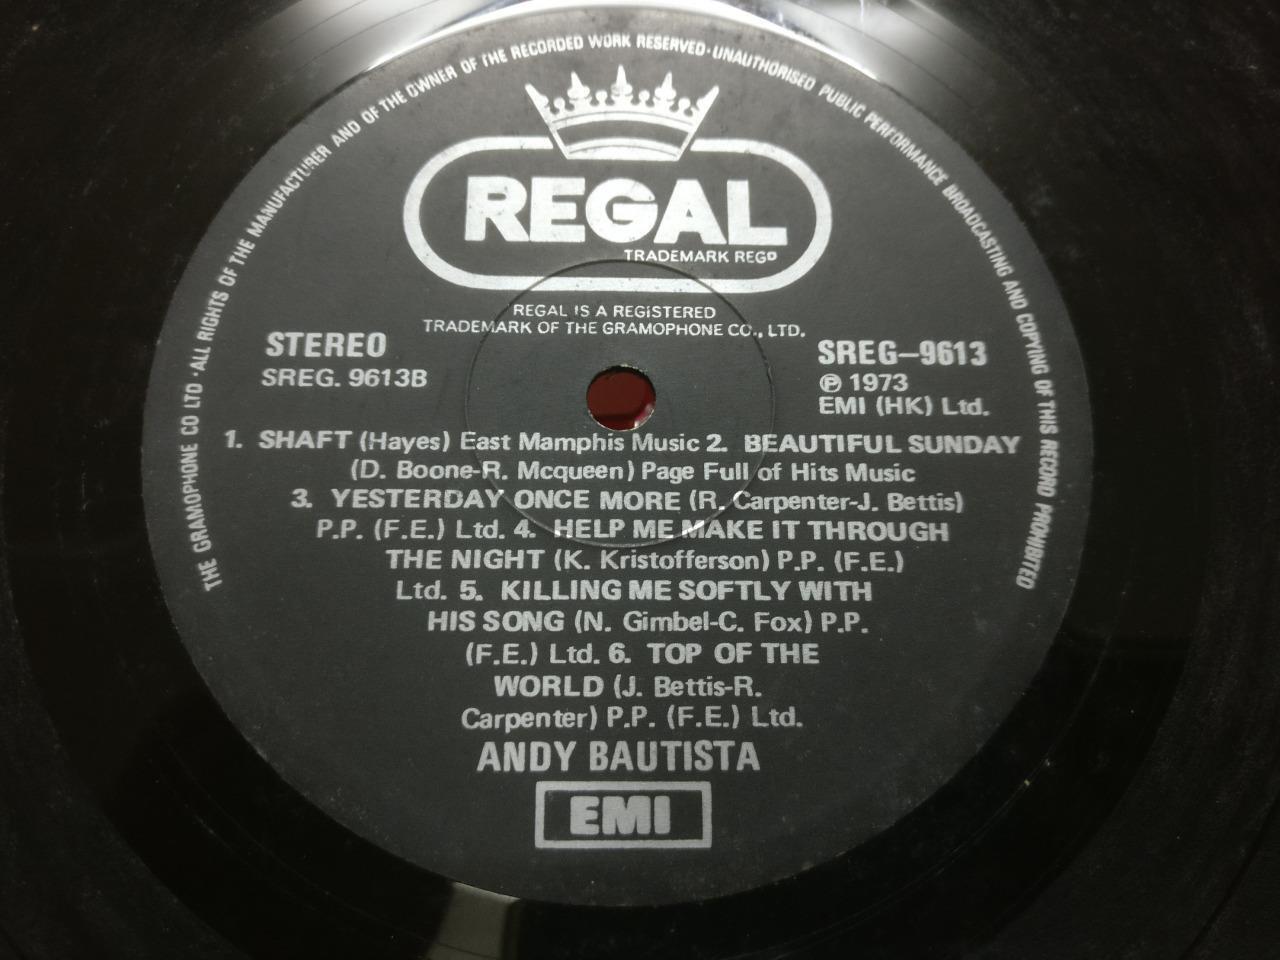 THE GRAMOPHONE CO LTD · ALL RIGHTS OF THE MANUFACTURER AND OF THE OWNER OF THE RECORDED WORK RESERVED · UNAUTHORISED PUBLIC PERFORMANCE BROADCASTING AND COPYING OF THIS RECORD PROHIBITED
REGAL
TRADEMARK REGD
REGAL IS A REGISTERED
TRADEMARK OF THE GRAMOPHONE CO., LTD.
STEREO
SREG. 9613B
SREG–9613
℗ 1973
EMI (HK) Ltd.
1. SHAFT (Hayes) East Mamphis Music 2. BEAUTIFUL SUNDAY
(D. Boone-R. Mcqueen) Page Full of Hits Music
3. YESTERDAY ONCE MORE (R. Carpenter-J. Bettis)
P.P. (F.E.) Ltd. 4. HELP ME MAKE IT THROUGH
THE NIGHT (K. Kristofferson) P.P. (F.E.)
Ltd. 5. KILLING ME SOFTLY WITH
HIS SONG (N. Gimbel-C. Fox) P.P.
(F.E.) Ltd. 6. TOP OF THE
WORLD (J. Bettis-R.
Carpenter) P.P. (F.E.) Ltd.
ANDY BAUTISTA
EMI